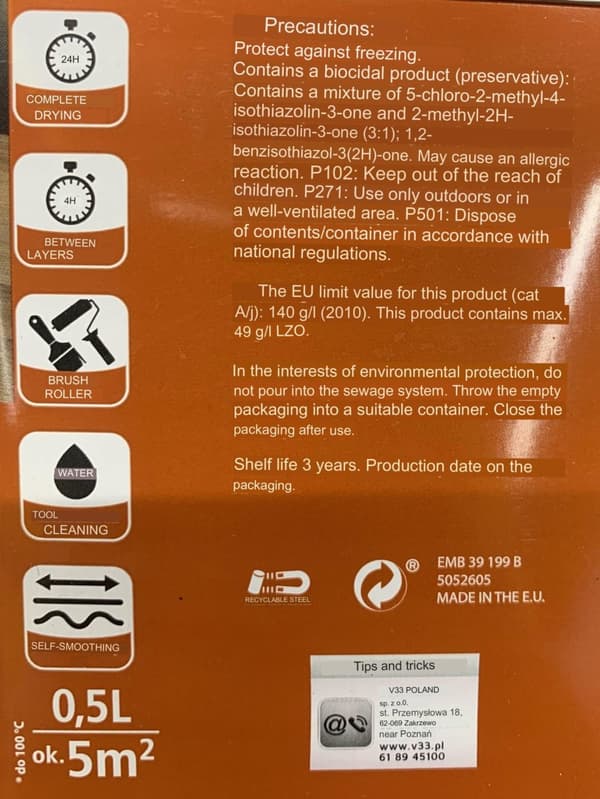 24H
COMPLETE
DRYING
4H
BETWEEN
LAYERS
BRUSH
ROLLER
WATER
TOOL
CLEANING
SELF-SMOOTHING
0,5L
ok. 5m²
*do 100°C
Precautions:
Protect against freezing.
Contains a biocidal product (preservative):
Contains a mixture of 5-chloro-2-methyl-4-
isothiazolin-3-one and 2-methyl-2H-
isothiazolin-3-one (3:1); 1,2-
benzisothiazol-3(2H)-one. May cause an allergic
reaction. P102: Keep out of the reach of
children. P271: Use only outdoors or in
a well-ventilated area. P501: Dispose
of contents/container in accordance with
national regulations.
The EU limit value for this product (cat
A/j): 140 g/l (2010). This product contains max.
49 g/l LZO.
In the interests of environmental protection, do
not pour into the sewage system. Throw the empty
packaging into a suitable container. Close the
packaging after use.
Shelf life 3 years. Production date on the
packaging.
RECYCLABLE STEEL
®
EMB 39 199 B
5052605
MADE IN THE E.U.
Tips and tricks
V33 POLAND
sp. z o.o.
st. Przemysłowa 18,
62-069 Zakrzewo
near Poznań
www.v33.pl
61 89 45100
@